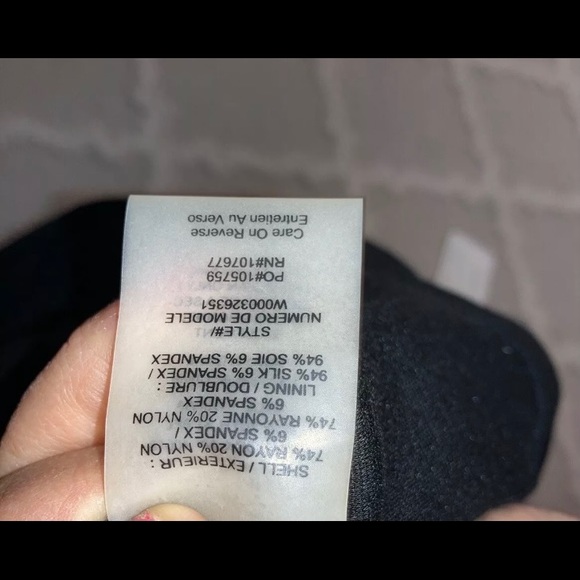 SHELL / EXTERIEUR :
74% RAYON 20% NYLON
6% SPANDEX /
74% RAYONNE 20% NYLON
6% SPANDEX
LINING / DOUBLURE :
94% SILK 6% SPANDEX /
94% SOIE 6% SPANDEX
STYLE#/
NUMERO DE MODELE
W000326351
PO#105759
RN#107677
Care On Reverse
Entretien Au Verso